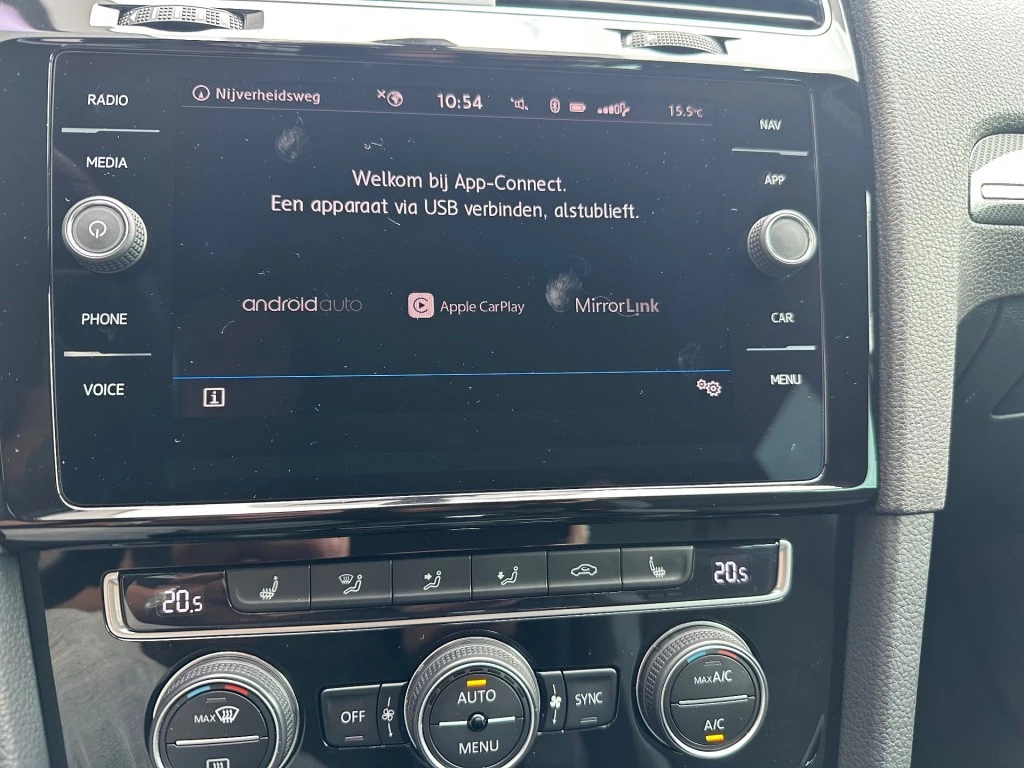 RADIO
MEDIA
PHONE
VOICE
Nijverheidsweg
10:54
15.5°C
Welkom bij App-Connect.
Een apparaat via USB verbinden, alstublieft.
androidauto
Apple CarPlay
MirrorLink
i
NAV
APP
CAR
MENU
20.5
20.5
MAX
OFF
AUTO
MENU
SYNC
MAX A/C
A/C